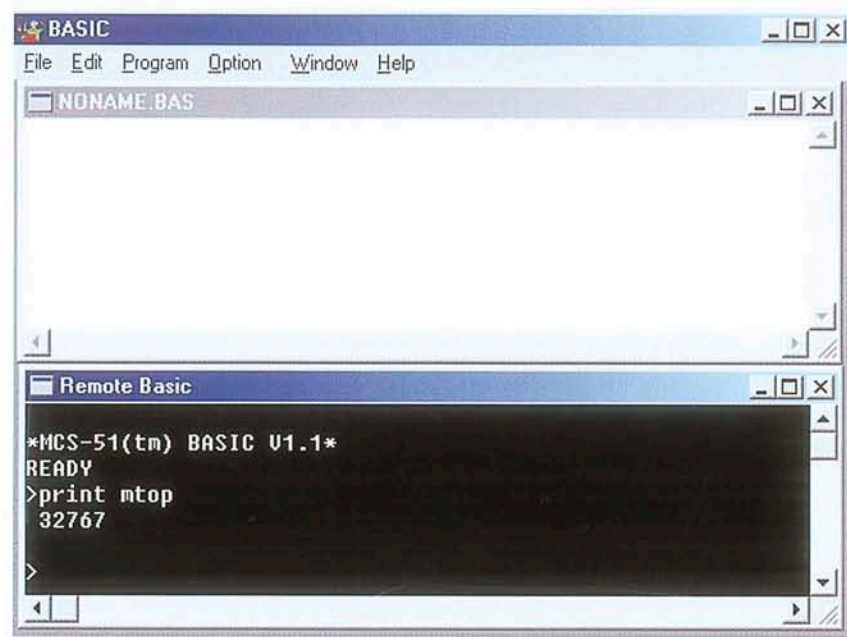 BASIC
File Edit Program Option Window Help
NONAME.BAS
Remote Basic
*MCS-51(tm) BASIC V1.1*
READY
>print mtop
32767
>